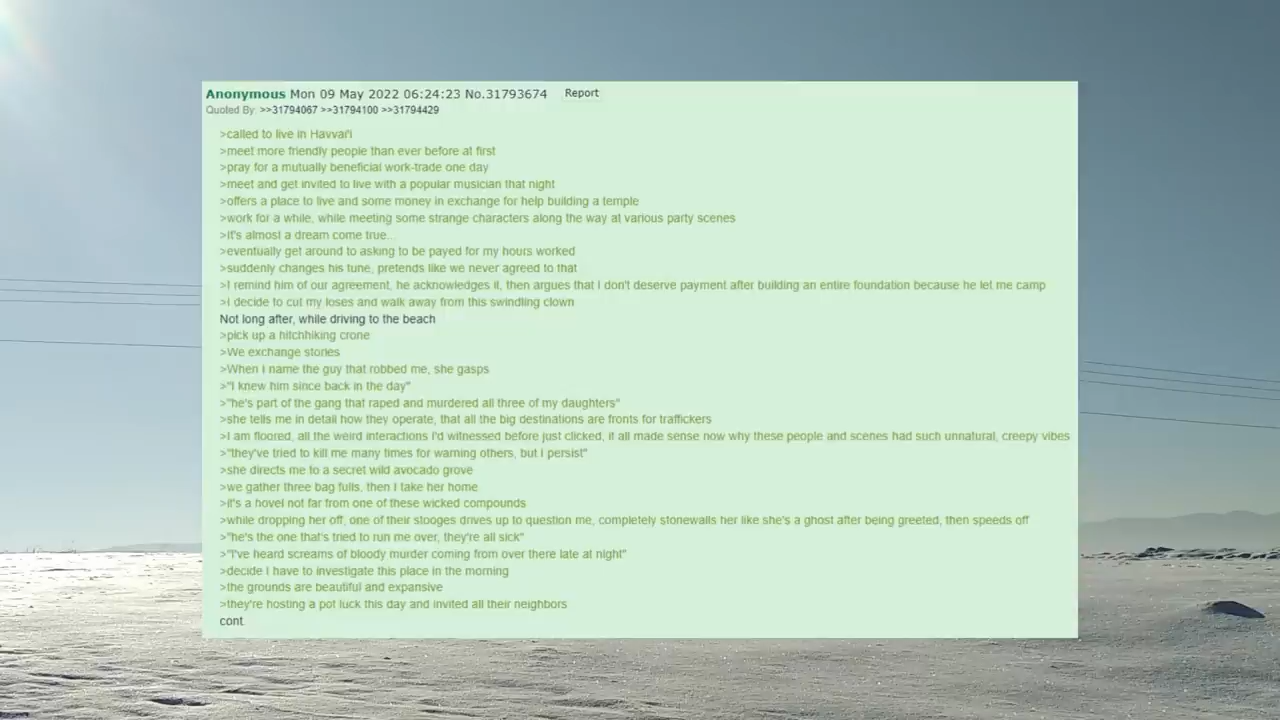 Anonymous Mon 09 May 2022 06:24:23 No.31793674 Report
Quoted By: >>31794067 >>31794100 >>31794429
>called to live in Havvai'i
>meet more friendly people than ever before at first
>pray for a mutually beneficial work-trade one day
>meet and get invited to live with a popular musician that night
>offers a place to live and some money in exchange for help building a temple
>work for a while, while meeting some strange characters along the way at various party scenes
>it's almost a dream come true...
>eventually get around to asking to be payed for my hours worked
>suddenly changes his tune, pretends like we never agreed to that
>I remind him of our agreement, he acknowledges it, then argues that I don't deserve payment after building an entire foundation because he let me camp
>I decide to cut my loses and walk away from this swindling clown
Not long after, while driving to the beach
>pick up a hitchhiking crone
>We exchange stories
>When I name the guy that robbed me, she gasps
>"I knew him since back in the day"
>"he's part of the gang that raped and murdered all three of my daughters"
>she tells me in detail how they operate, that all the big destinations are fronts for traffickers
>I am floored, all the weird interactions I'd witnessed before just clicked, it all made sense now why these people and scenes had such unnatural, creepy vibes
>"they've tried to kill me many times for warning others, but I persist"
>she directs me to a secret wild avocado grove
>we gather three bag fulls, then I take her home
>it's a hovel not far from one of these wicked compounds
>while dropping her off, one of their stooges drives up to question me, completely stonewalls her like she's a ghost after being greeted, then speeds off
>"he's the one that's tried to run me over, they're all sick"
>"I've heard screams of bloody murder coming from over there late at night"
>decide I have to investigate this place in the morning
>the grounds are beautiful and expansive
>they're hosting a pot luck this day and invited all their neighbors
cont